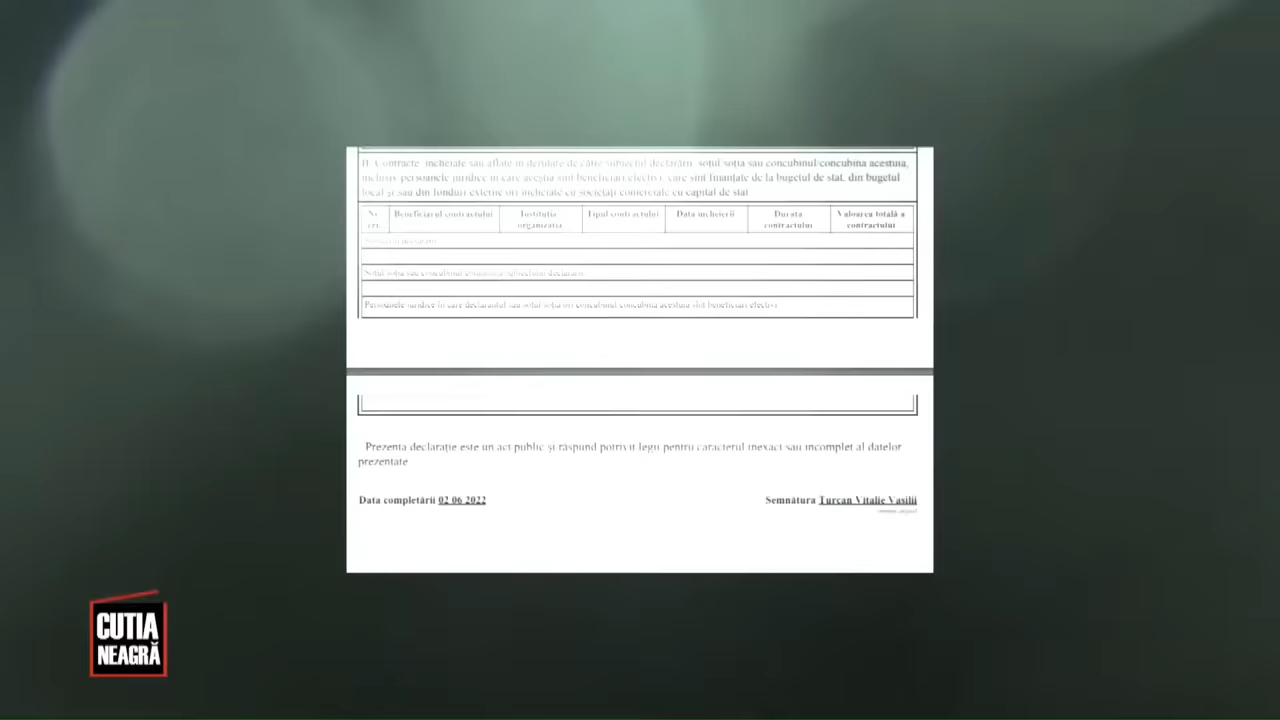 II. Contracte, încheiate sau aflate în derulare de către subiectul declarării, soțul/soția sau concubinul/concubina acestuia,
inclusiv persoanele juridice în care aceștia sînt beneficiari efectivi, care sînt finanțate de la bugetul de stat, din bugetul
local și/sau din fonduri externe ori încheiate cu societăți comerciale cu capital de stat
Nr. Beneficiarul contractului Instituția Tipul contractului Data încheierii Durata Valoarea totală a
crt. organizația contractului contractului
Subiectul declarării
Soțul/soția sau concubinul/concubina subiectului declarării
Persoanele juridice în care declarantul sau soțul/soția ori concubinul/concubina acestuia sînt beneficiari efectivi
Prezenta declarație este un act public și răspund potrivit legii pentru caracterul inexact sau incomplet al datelor
prezentate
Data completării 02 06 2022 Semnătura Țurcan Vitalie Vasilii
CUTIA
NEAGRĂ